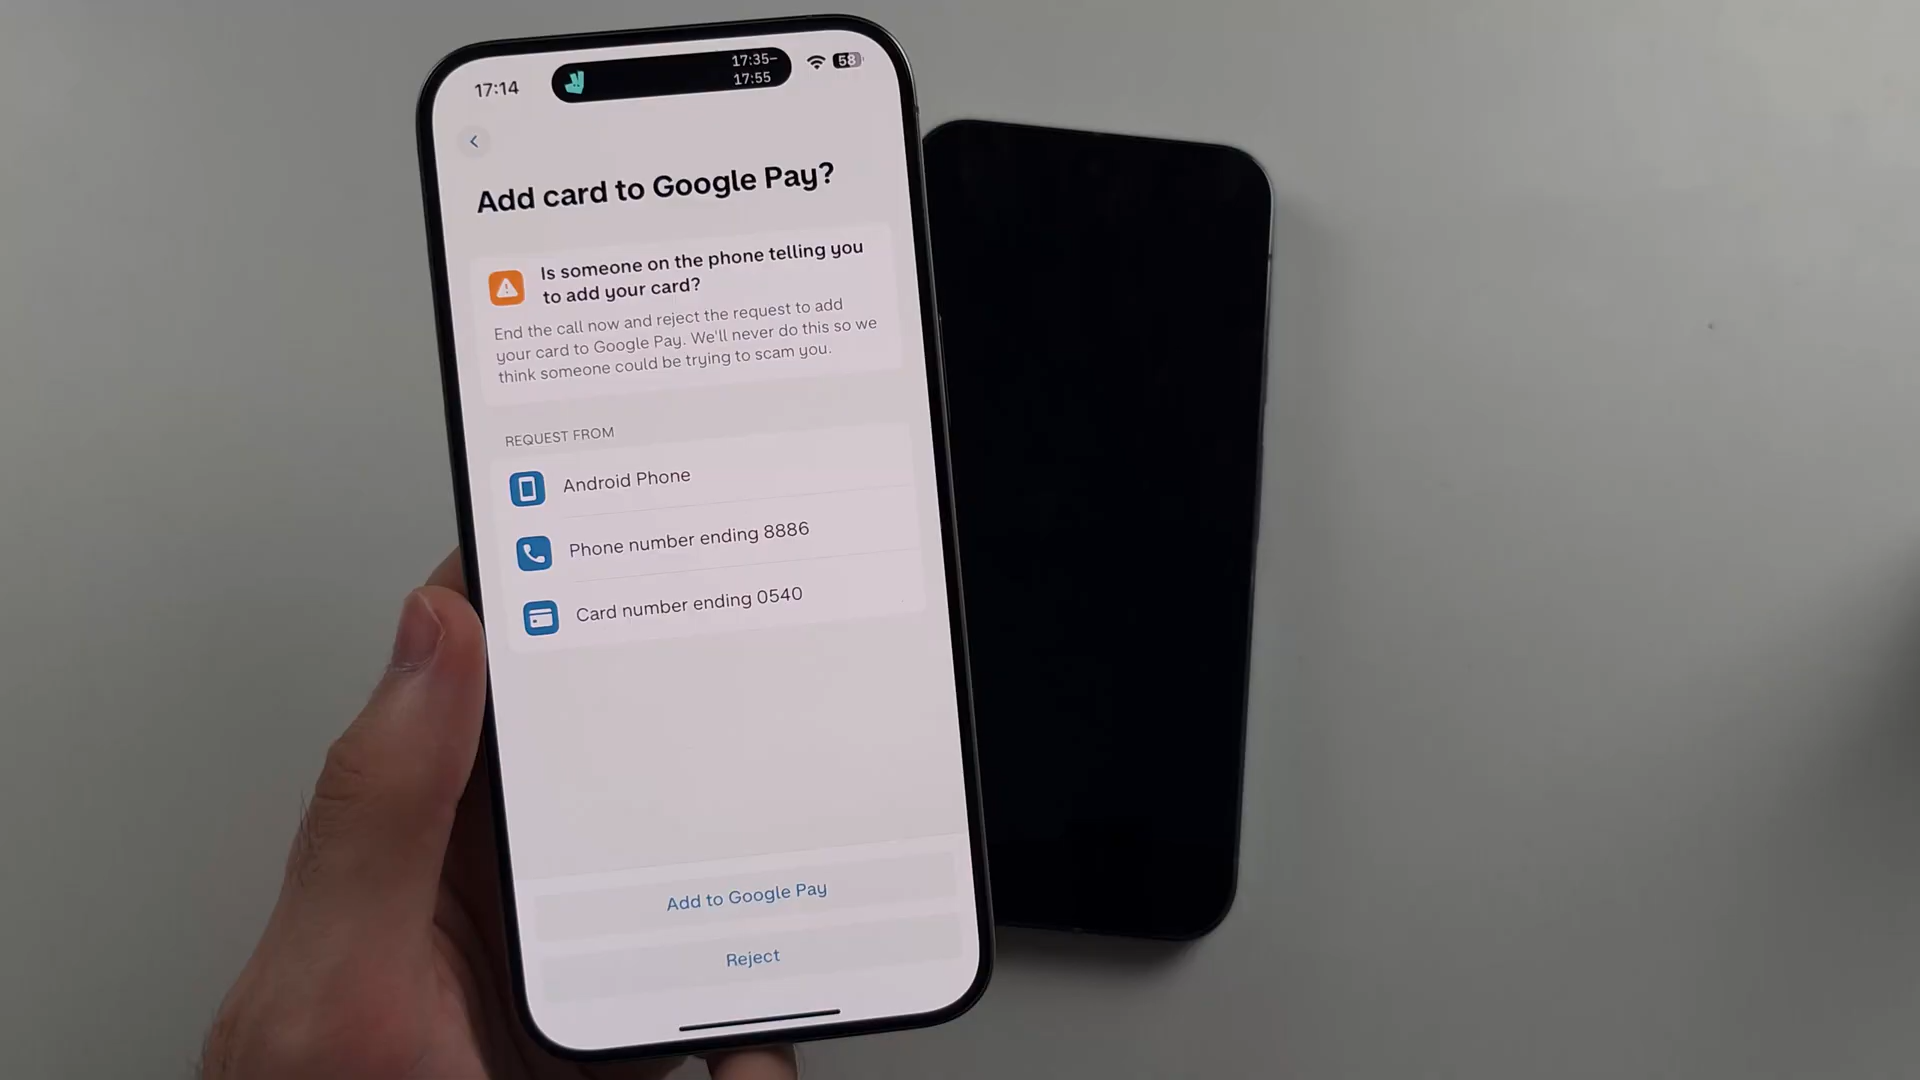 17:14
17:35–
17:55
58
Add card to Google Pay?
Is someone on the phone telling you
to add your card?
End the call now and reject the request to add
your card to Google Pay. We'll never do this so we
think someone could be trying to scam you.
REQUEST FROM
Android Phone
Phone number ending 8886
Card number ending 0540
Add to Google Pay
Reject